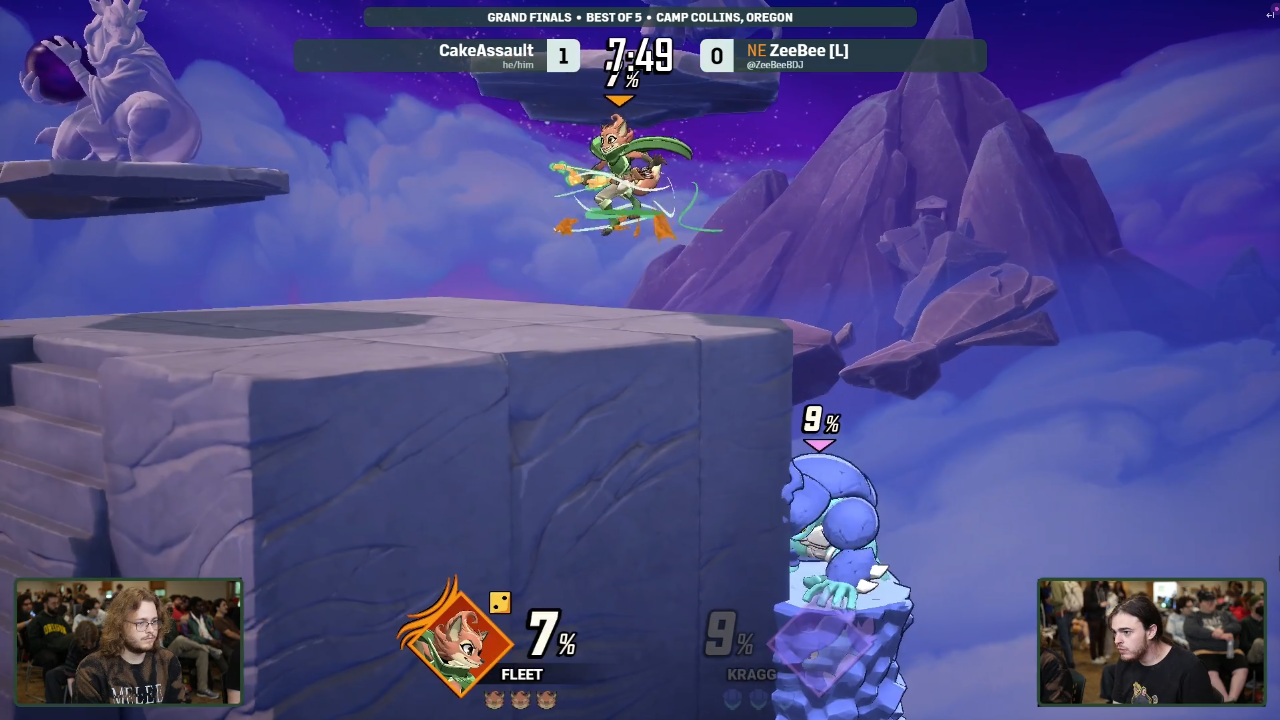 GRAND FINALS • BEST OF 5 • CAMP COLLINS, OREGON
CakeAssault
he/him
1
7:49
0
NE ZeeBee [L]
@ZeeBeeBDJ
7%
9%
7%
FLEET
9%
KRAGG
MELEE